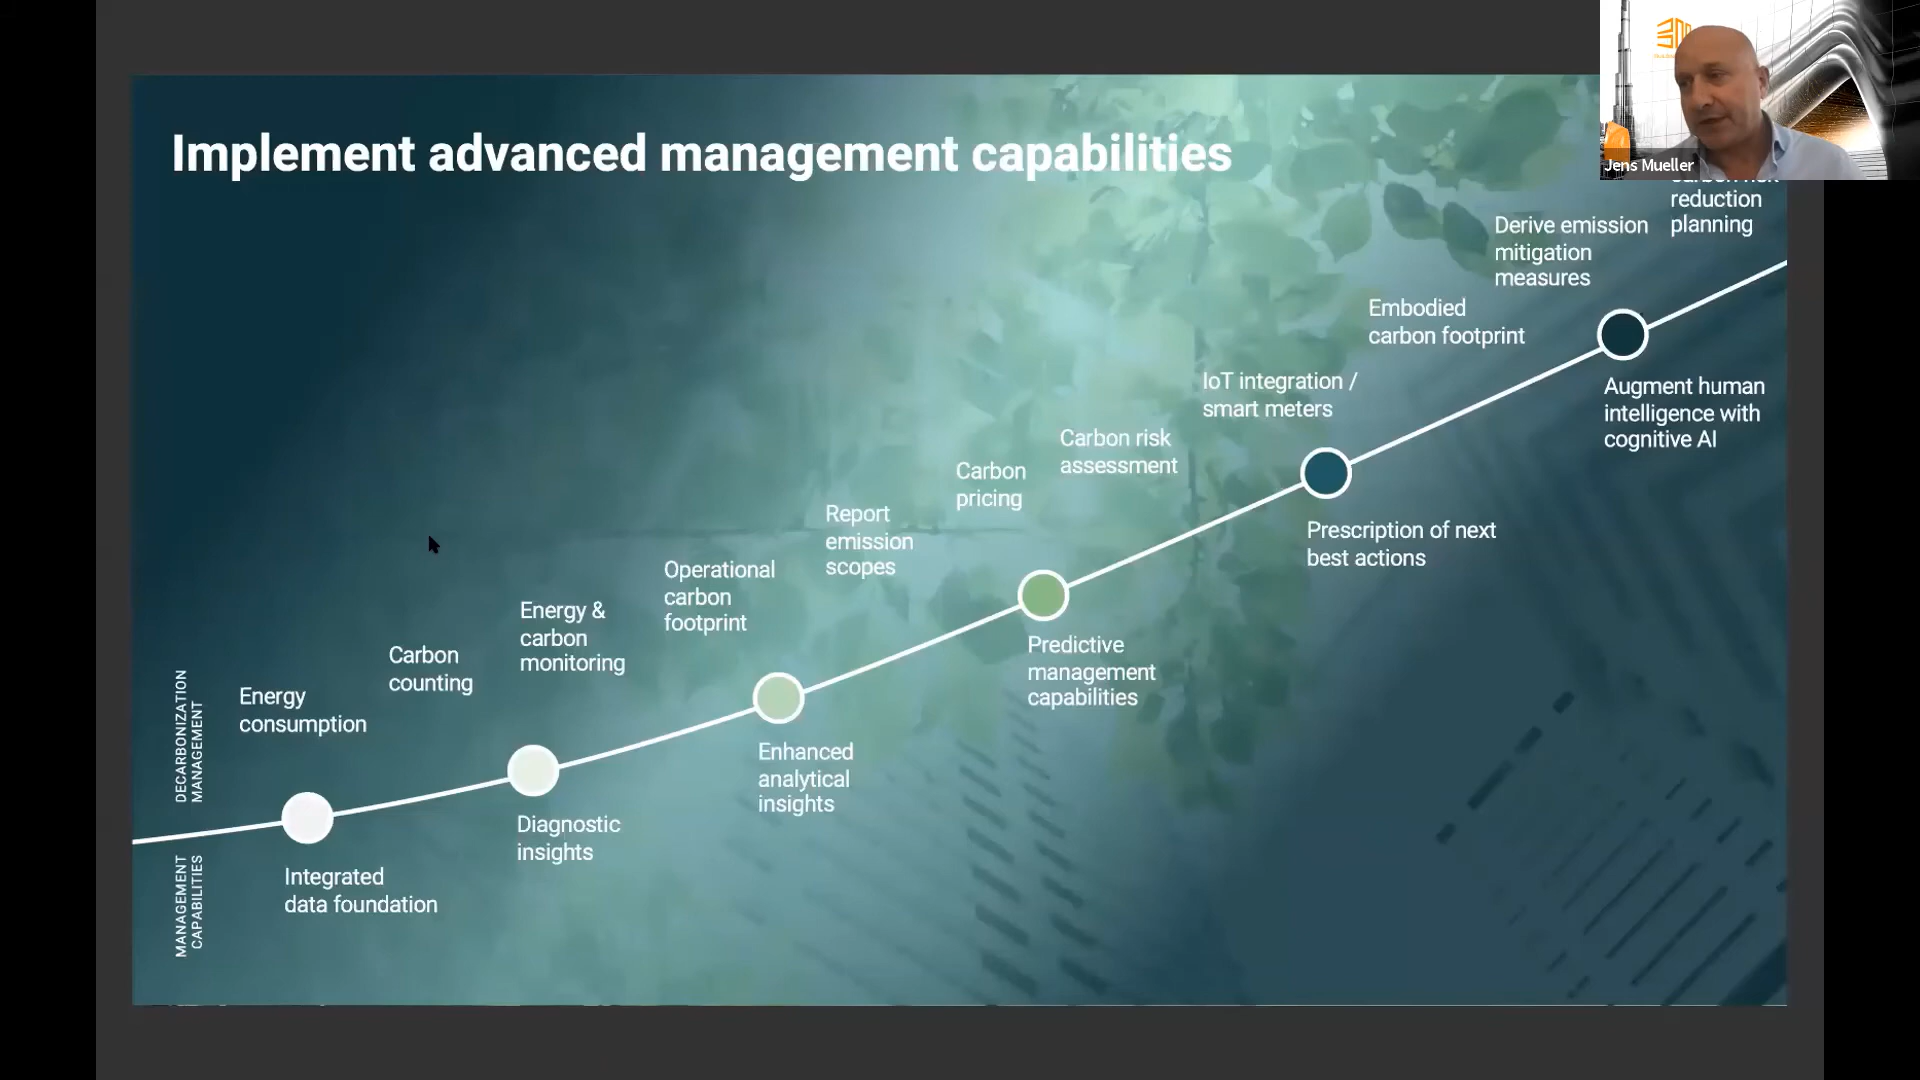 Implement advanced management capabilities
Jens Mueller
reduction
planning
Derive emission
mitigation
measures
Embodied
carbon footprint
IoT integration /
smart meters
Carbon risk
assessment
Carbon
pricing
Report
emission
scopes
Operational
carbon
footprint
Energy &
carbon
monitoring
Carbon
counting
Energy
consumption
DECARBONIZATION
MANAGEMENT
MANAGEMENT
CAPABILITIES
Integrated
data foundation
Diagnostic
insights
Enhanced
analytical
insights
Predictive
management
capabilities
Prescription of next
best actions
Augment human
intelligence with
cognitive AI